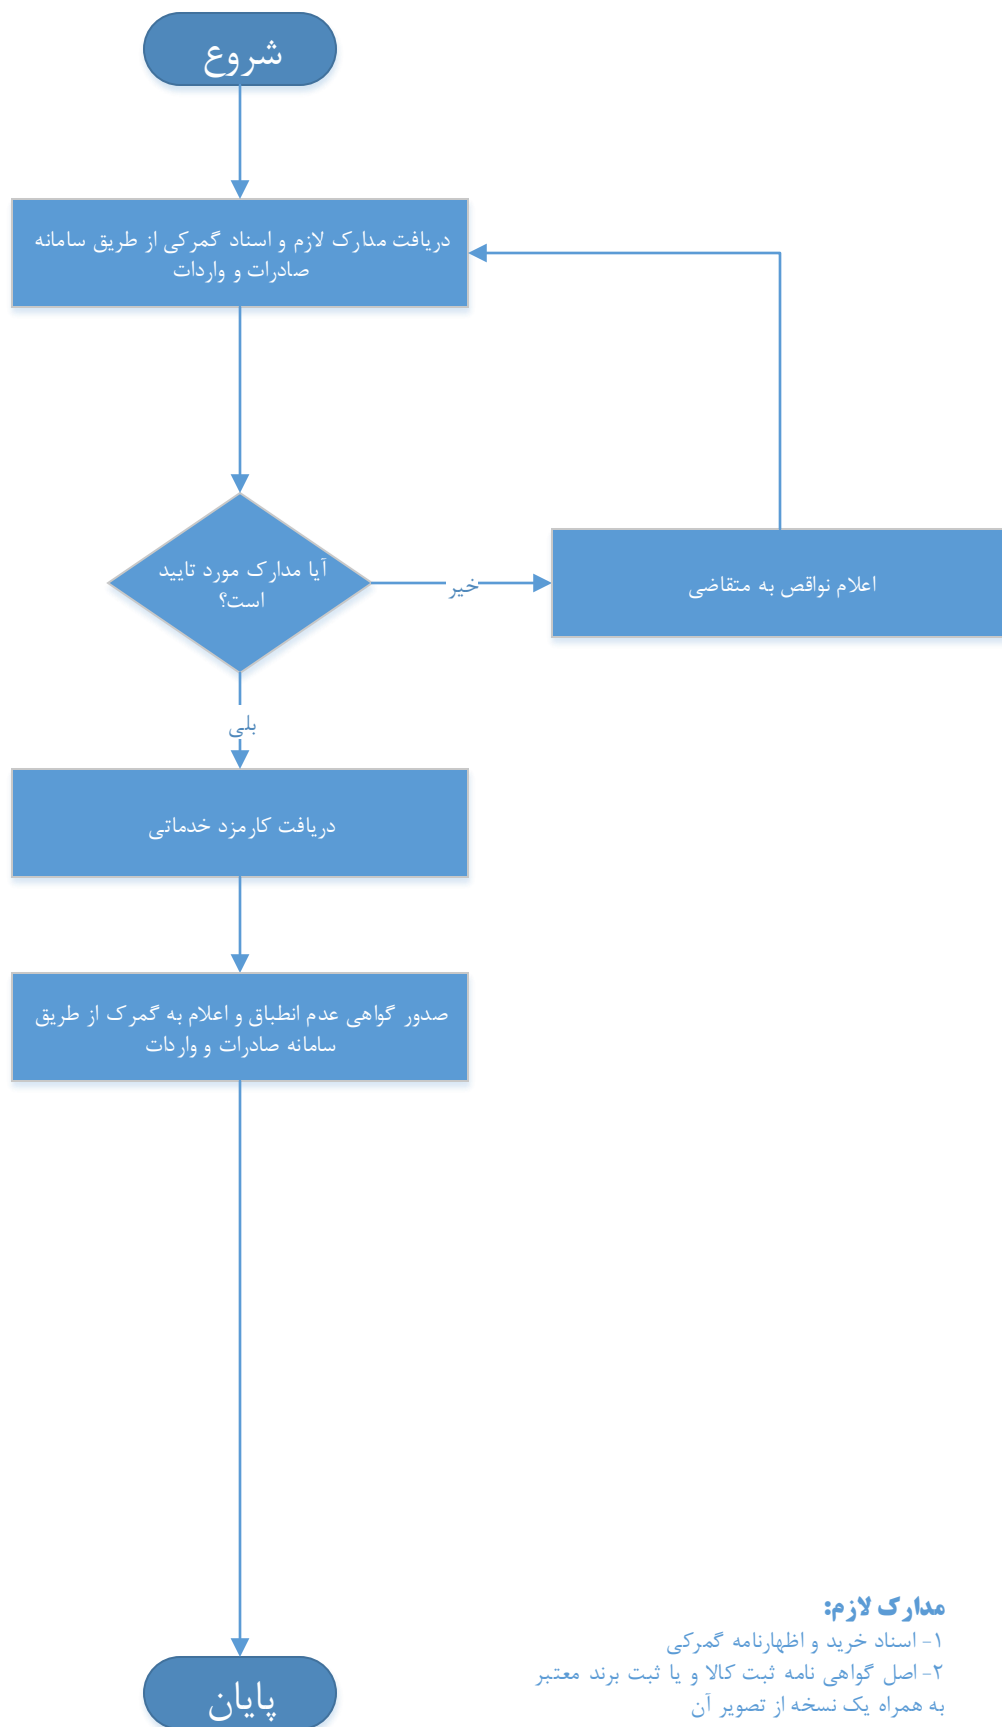 شروع
دریافت مدارک لازم و اسناد گمرکی از طریق سامانه
صادرات و واردات
آیا مدارک مورد تایید
است؟
خیر
اعلام نواقص به متقاضی
بلی
دریافت کارمزد خدماتی
صدور گواهی عدم انطباق و اعلام به گمرک از طریق
سامانه صادرات و واردات
پایان
مدارک لازم:
۱- اسناد خرید و اظهارنامه گمرکی
۲- اصل گواهی نامه ثبت کالا و یا ثبت برند معتبر
به همراه یک نسخه از تصویر آن